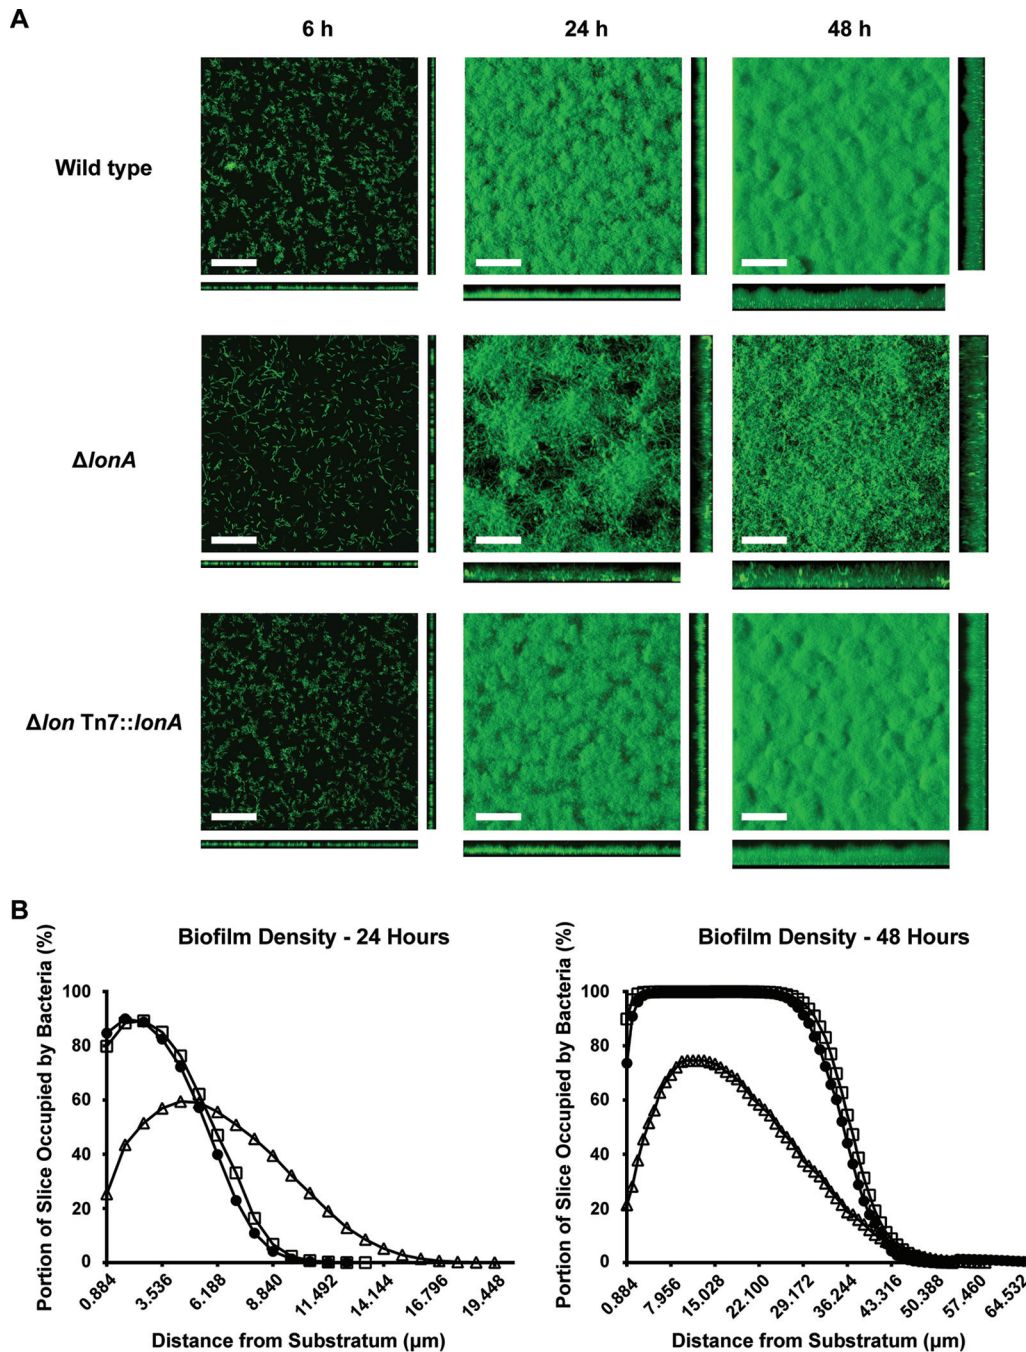 A
6 h 24 h 48 h
Wild type
ΔlonA
Δlon Tn7::lonA
B
Biofilm Density - 24 Hours
Portion of Slice Occupied by Bacteria (%)
100
80
60
40
20
0
0.884 3.536 6.188 8.840 11.492 14.144 16.796 19.448
Distance from Substratum (µm)
Biofilm Density - 48 Hours
Portion of Slice Occupied by Bacteria (%)
100
80
60
40
20
0
0.884 7.956 15.028 22.100 29.172 36.244 43.316 50.388 57.460 64.532
Distance from Substratum (µm)